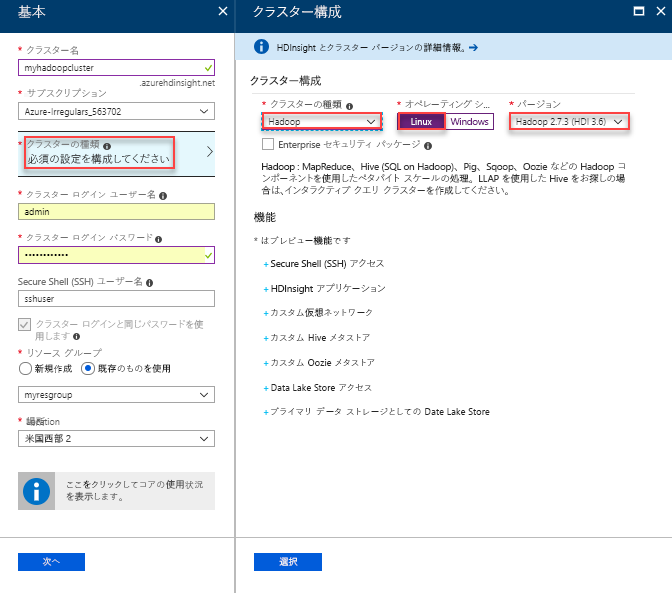 基本
* クラスター名
myhadoopcluster
.azurehdinsight.net
* サブスクリプション
Azure-Irregulars_563702
* クラスターの種類
必須の設定を構成してください
* クラスター ログイン ユーザー名
admin
* クラスター ログイン パスワード
••••••••••••
Secure Shell (SSH) ユーザー名
sshuser
クラスター ログインと同じパスワードを使
用します
* リソース グループ
新規作成 既存のものを使用
myresgroup
* 場所
米国西部 2
ここをクリックしてコアの使用状況
を表示します。
次へ
クラスター構成
HDInsight とクラスター バージョンの詳細情報。→
クラスター構成
* クラスターの種類 * オペレーティング シ... * バージョン
Hadoop Linux Windows Hadoop 2.7.3 (HDI 3.6)
Enterprise セキュリティ パッケージ
Hadoop : MapReduce、Hive (SQL on Hadoop)、Pig、Sqoop、Oozie などの Hadoop コ
ンポーネントを使用したペタバイト スケールの処理。 LLAP を使用した Hive をお探しの場
合は、インタラクティブ クエリ クラスターを作成してください。
機能
* はプレビュー機能です
+ Secure Shell (SSH) アクセス
+ HDInsight アプリケーション
+ カスタム仮想ネットワーク
+ カスタム Hive メタストア
+ カスタム Oozie メタストア
+ Data Lake Store アクセス
+ プライマリ データ ストレージとしての Date Lake Store
選択